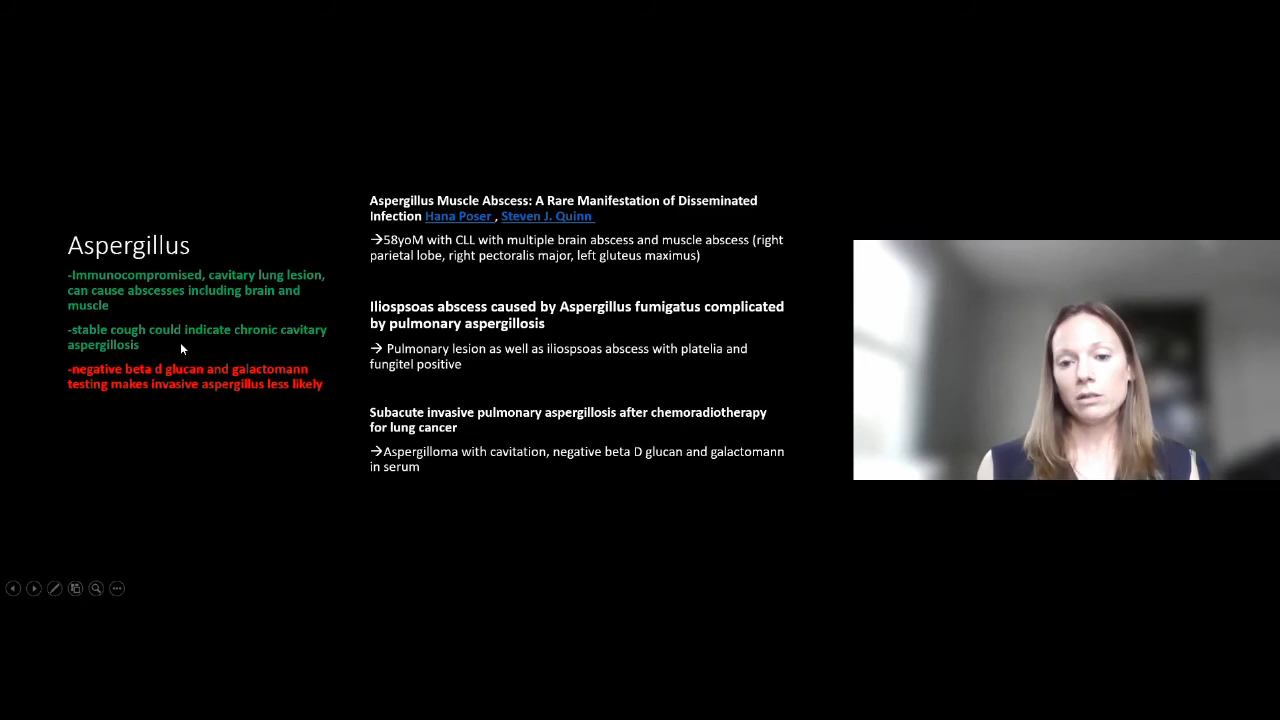 Aspergillus
-Immunocompromised, cavitary lung lesion,
can cause abscesses including brain and
muscle
-stable cough could indicate chronic cavitary
aspergillosis
-negative beta d glucan and galactomann
testing makes invasive aspergillus less likely
Aspergillus Muscle Abscess: A Rare Manifestation of Disseminated
Infection Hana Poser , Steven J. Quinn
→58yoM with CLL with multiple brain abscess and muscle abscess (right
parietal lobe, right pectoralis major, left gluteus maximus)
Iliospsoas abscess caused by Aspergillus fumigatus complicated
by pulmonary aspergillosis
→ Pulmonary lesion as well as iliopsoas abscess with platelia and
fungitel positive
Subacute invasive pulmonary aspergillosis after chemoradiotherapy
for lung cancer
→Aspergilloma with cavitation, negative beta D glucan and galactomann
in serum